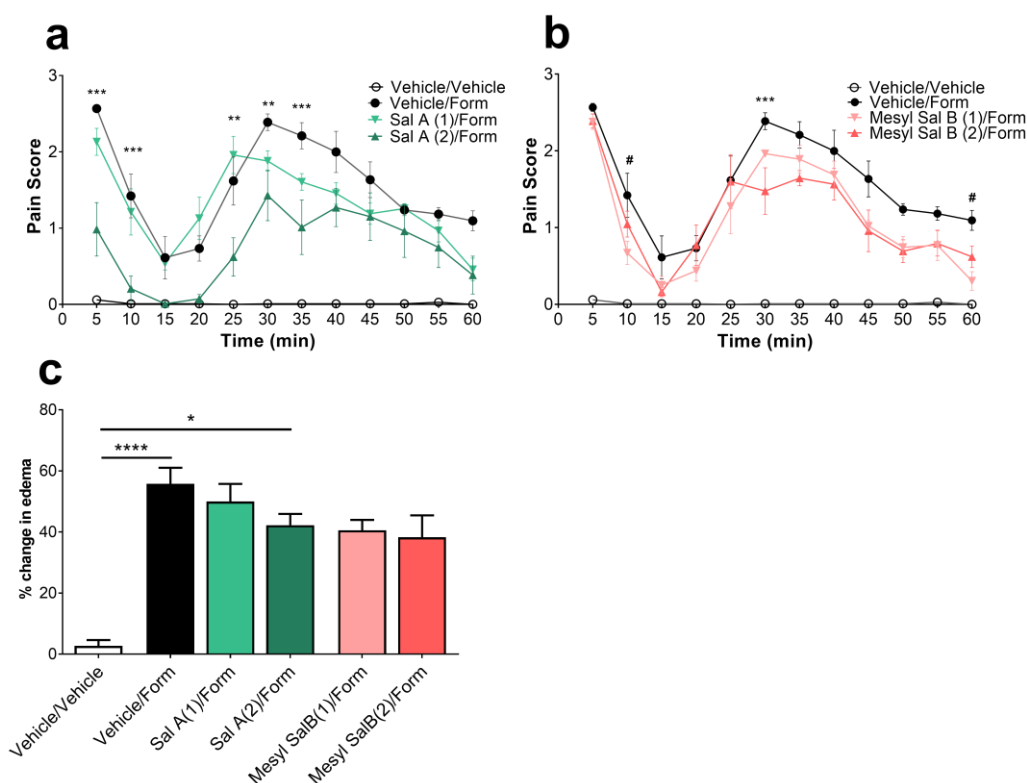 a
3
2
1
0
Pain Score
*** *** ** ** ***
Vehicle/Vehicle
Vehicle/Form
Sal A (1)/Form
Sal A (2)/Form
0 5 10 15 20 25 30 35 40 45 50 55 60
Time (min)
b
3
2
1
0
Pain Score
# *** #
Vehicle/Vehicle
Vehicle/Form
Mesyl Sal B (1)/Form
Mesyl Sal B (2)/Form
0 5 10 15 20 25 30 35 40 45 50 55 60
Time (min)
c
80
60
40
20
0
% change in edema
*
****
Vehicle/Vehicle
Vehicle/Form
Sal A(1)/Form
Sal A(2)/Form
Mesyl SalB(1)/Form
Mesyl SalB(2)/Form